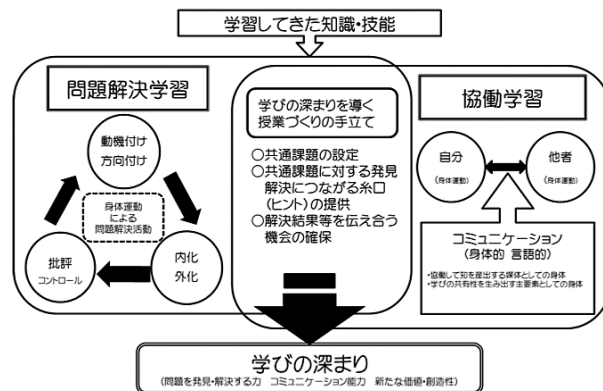 学習してきた知識・技能
問題解決学習
動機付け
方向付け
身体運動
による
問題解決活動
批評
コントロール
内化
外化
学びの深まりを導く
授業づくりの手立て
○共通課題の設定
○共通課題に対する発見
解決につながる糸口
(ヒント)の提供
○解決結果等を伝え合う
機会の確保
協働学習
自分
(身体運動)
他者
(身体運動)
コミュニケーション
(身体的 言語的)
・協働して知を産出する媒体としての身体
・学びの共有性を生み出す主要素としての身体
学びの深まり
(問題を発見・解決する力 コミュニケーション能力 新たな価値・創造性)